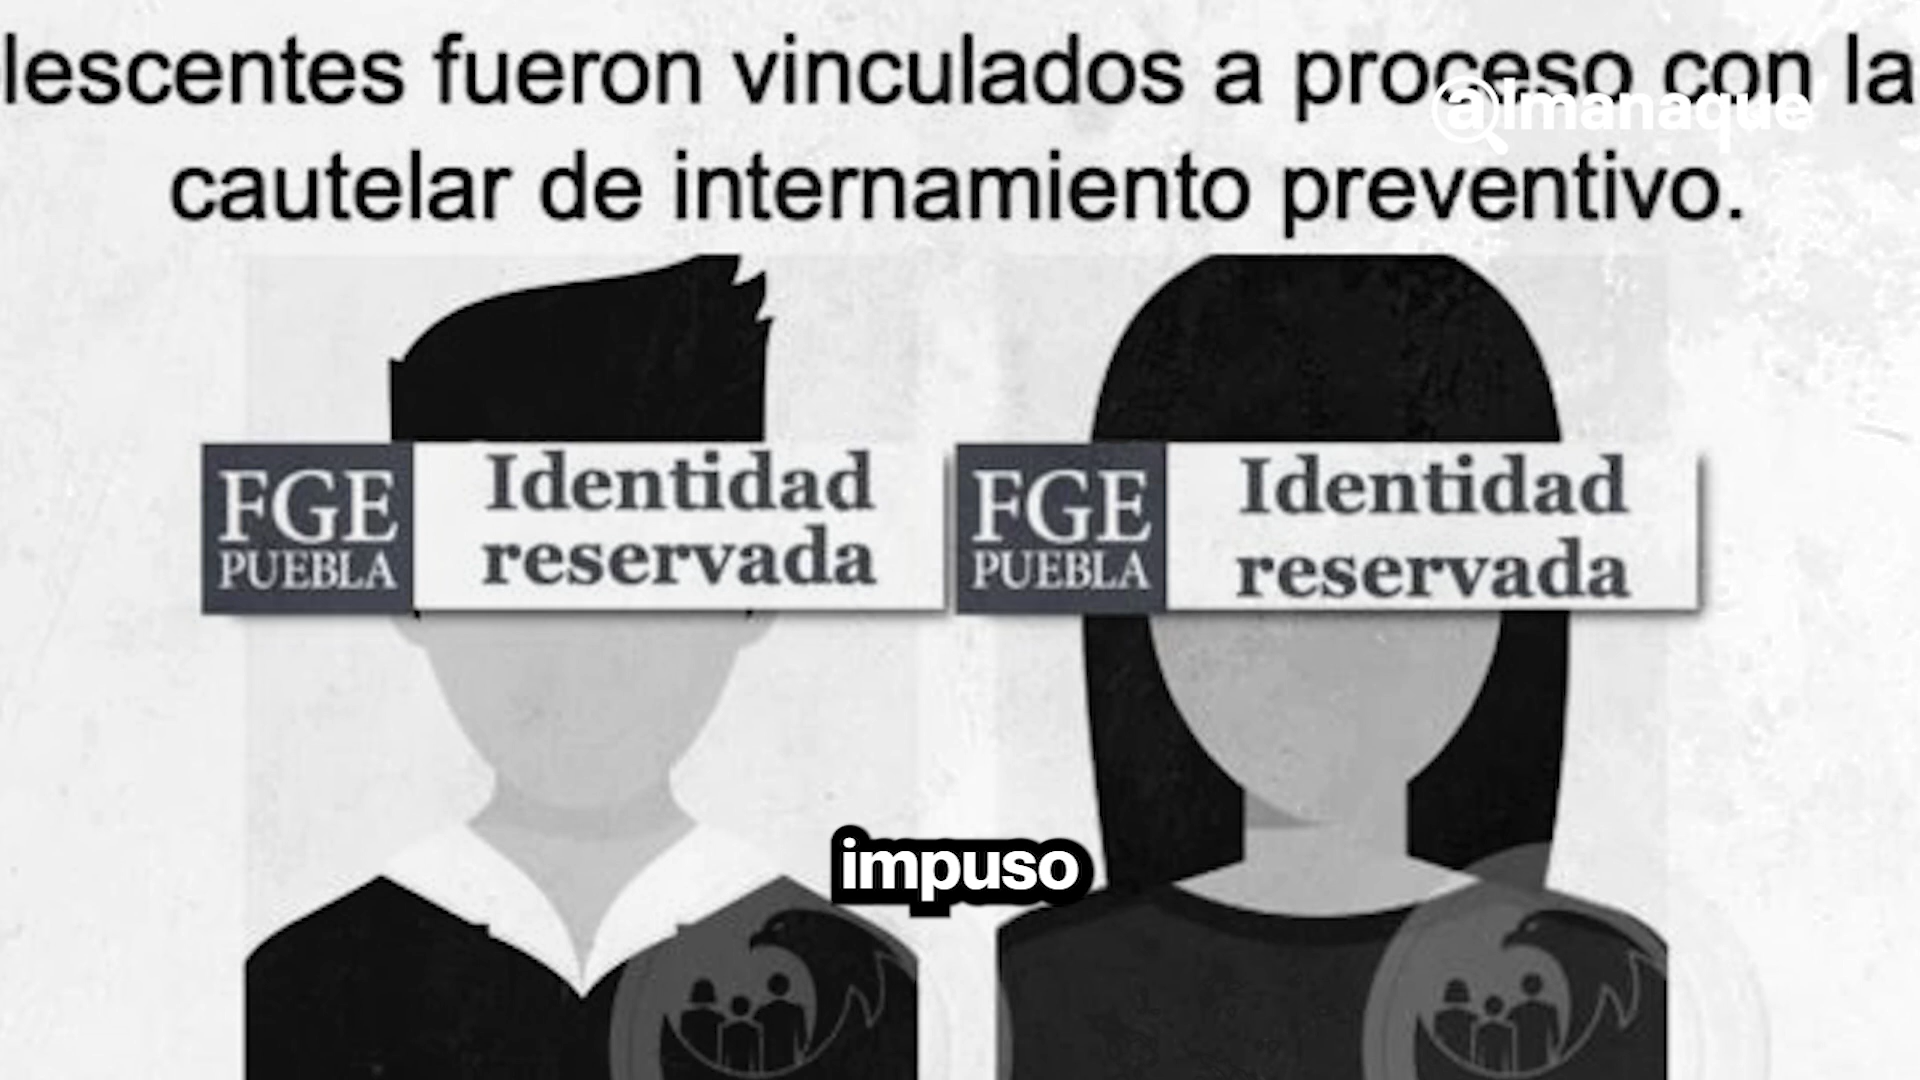 lescentes fueron vinculados a proceso con la
almanaque
cautelar de internamiento preventivo.
FGE
PUEBLA
Identidad
reservada
FGE
PUEBLA
Identidad
reservada
impuso